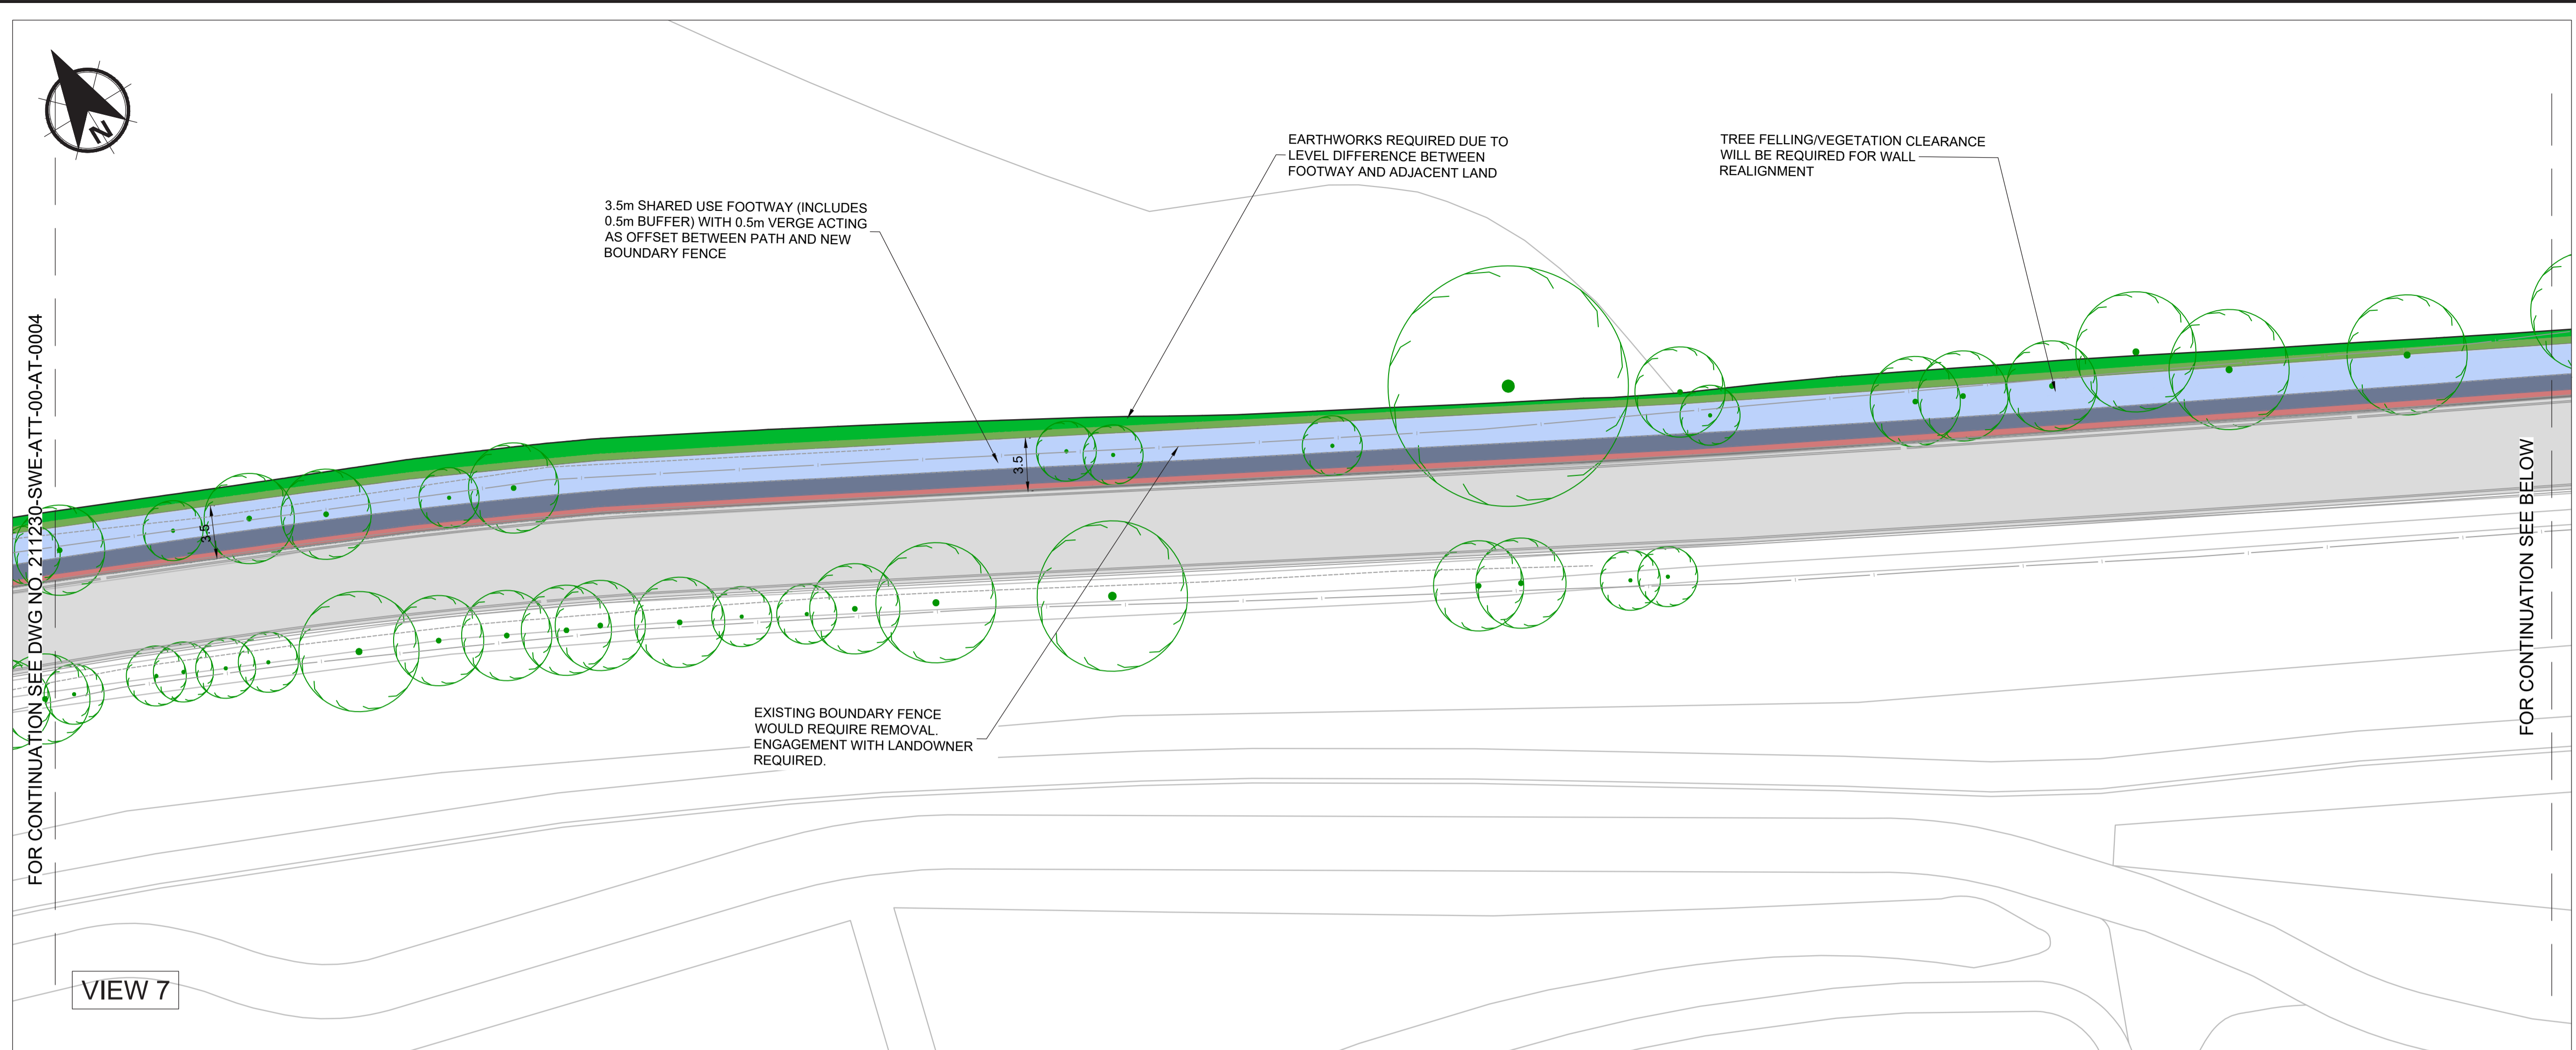 N
EARTHWORKS REQUIRED DUE TO
LEVEL DIFFERENCE BETWEEN
FOOTWAY AND ADJACENT LAND
TREE FELLING/VEGETATION CLEARANCE
WILL BE REQUIRED FOR WALL
REALIGNMENT
3.5m SHARED USE FOOTWAY (INCLUDES
0.5m BUFFER) WITH 0.5m VERGE ACTING
AS OFFSET BETWEEN PATH AND NEW
BOUNDARY FENCE
FOR CONTINUATION SEE DWG NO. 211230-SWE-ATT-00-AT-0004
3.5
3.5
FOR CONTINUATION SEE BELOW
EXISTING BOUNDARY FENCE
WOULD REQUIRE REMOVAL.
ENGAGEMENT WITH LANDOWNER
REQUIRED.
VIEW 7